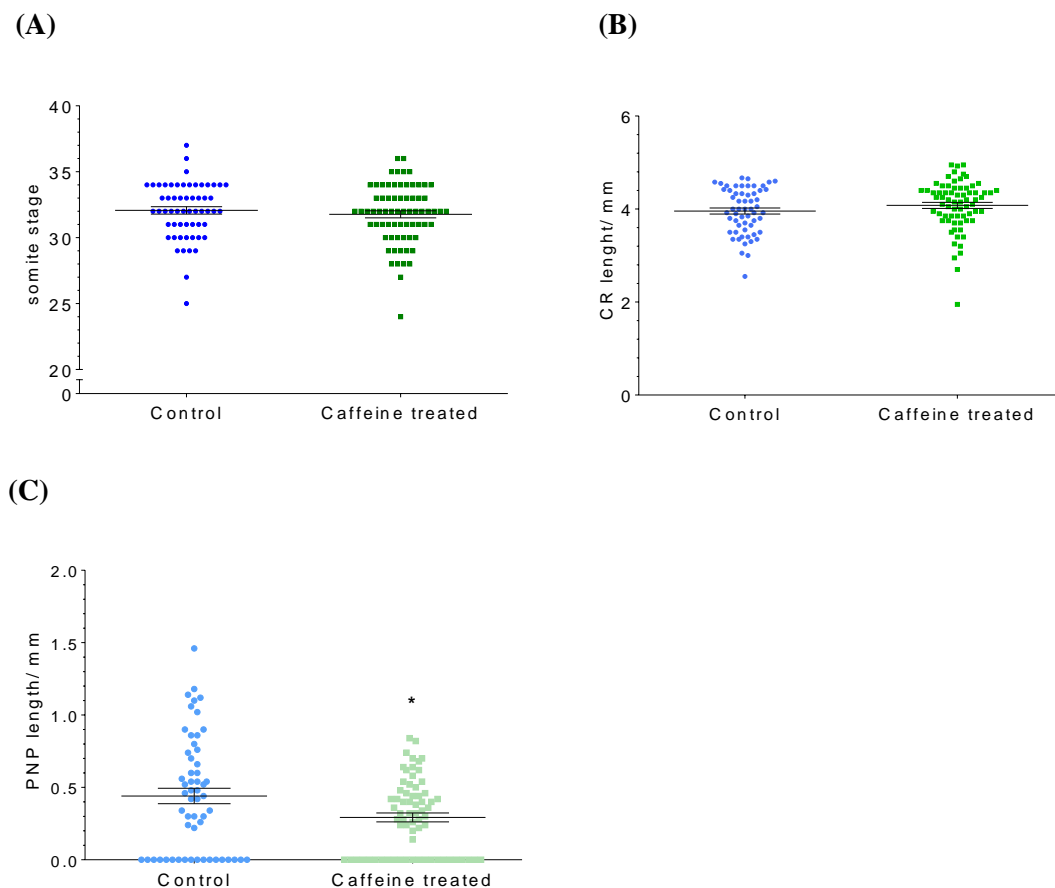 (A)
somite stage
40
35
30
25
20
0
Control
Caffeine treated
(B)
CR lenght/ mm
6
4
2
0
Control
Caffeine treated
(C)
PNP length/ mm
2.0
1.5
1.0
0.5
0.0
*
Control
Caffeine treated